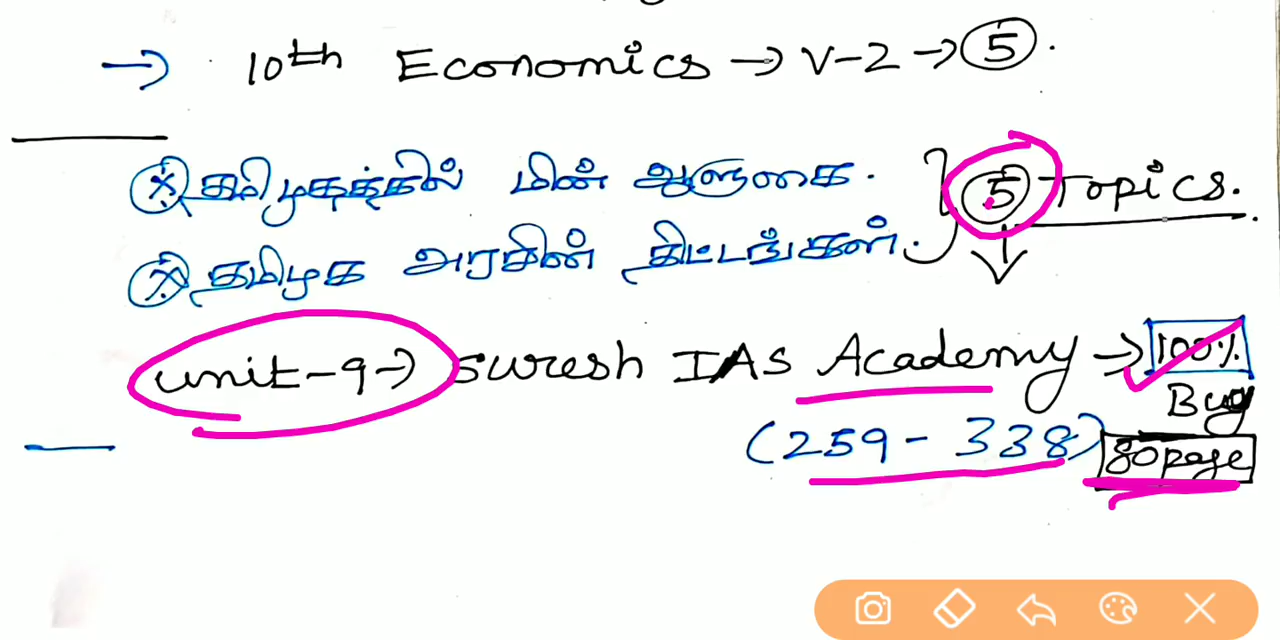 → 10th Economics → V-2 → 5.
* தமிழகத்தில் மின் ஆளுகை.
5 Topics.
* தமிழக அரசின் திட்டங்கள்.
unit-9 → Suresh IAS Academy → 100%
Buy
(259 - 338) 80 page